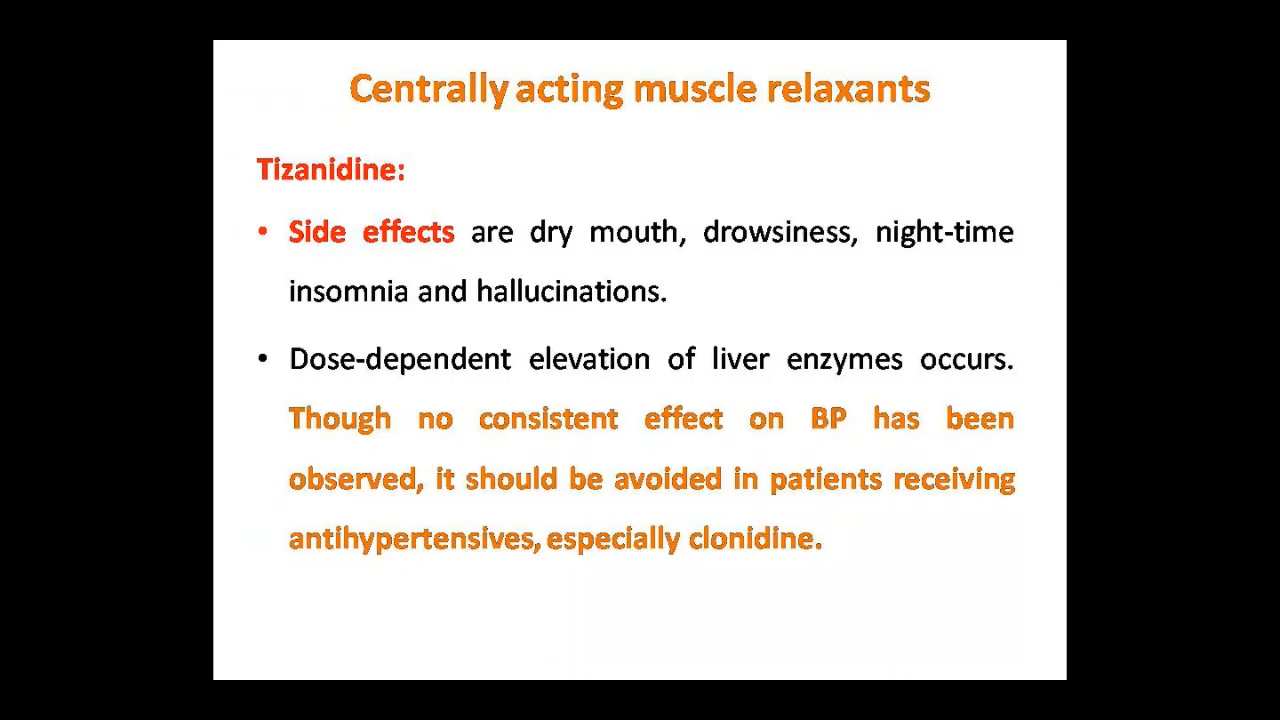 Centrally acting muscle relaxants
Tizanidine:
• Side effects are dry mouth, drowsiness, night-time
insomnia and hallucinations.
• Dose-dependent elevation of liver enzymes occurs.
Though no consistent effect on BP has been
observed, it should be avoided in patients receiving
antihypertensives, especially clonidine.